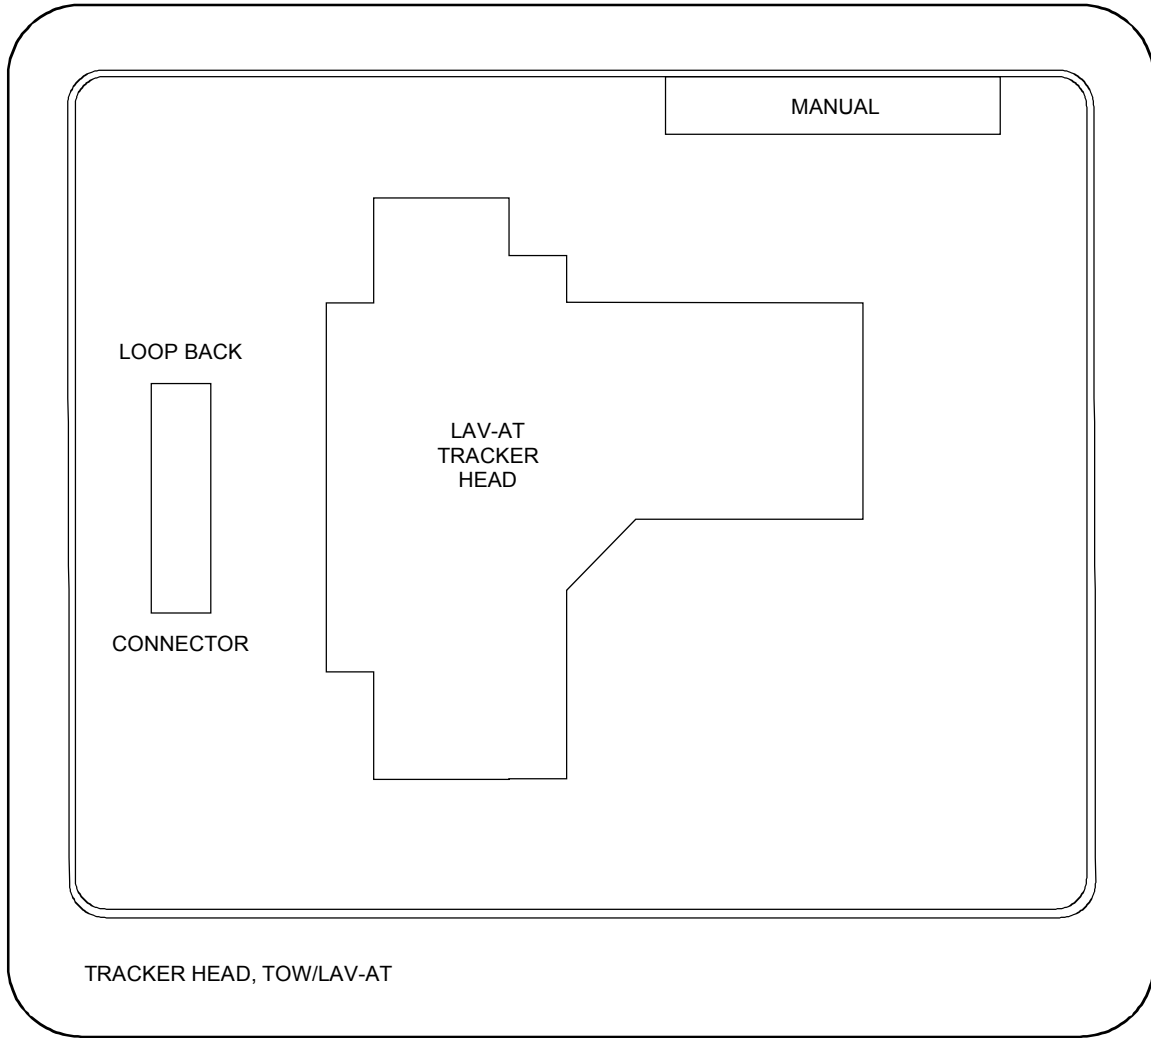 MANUAL
LOOP BACK
LAV-AT
TRACKER
HEAD
CONNECTOR
TRACKER HEAD, TOW/LAV-AT